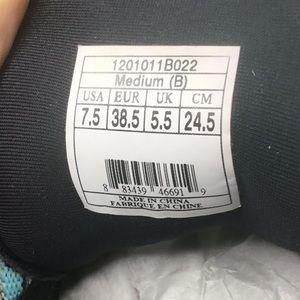 1201011B022
Medium (B)
USA EUR UK CM
7.5 38.5 5.5 24.5
8 83439 46691 9
MADE IN CHINA
FABRIQUE EN CHINE